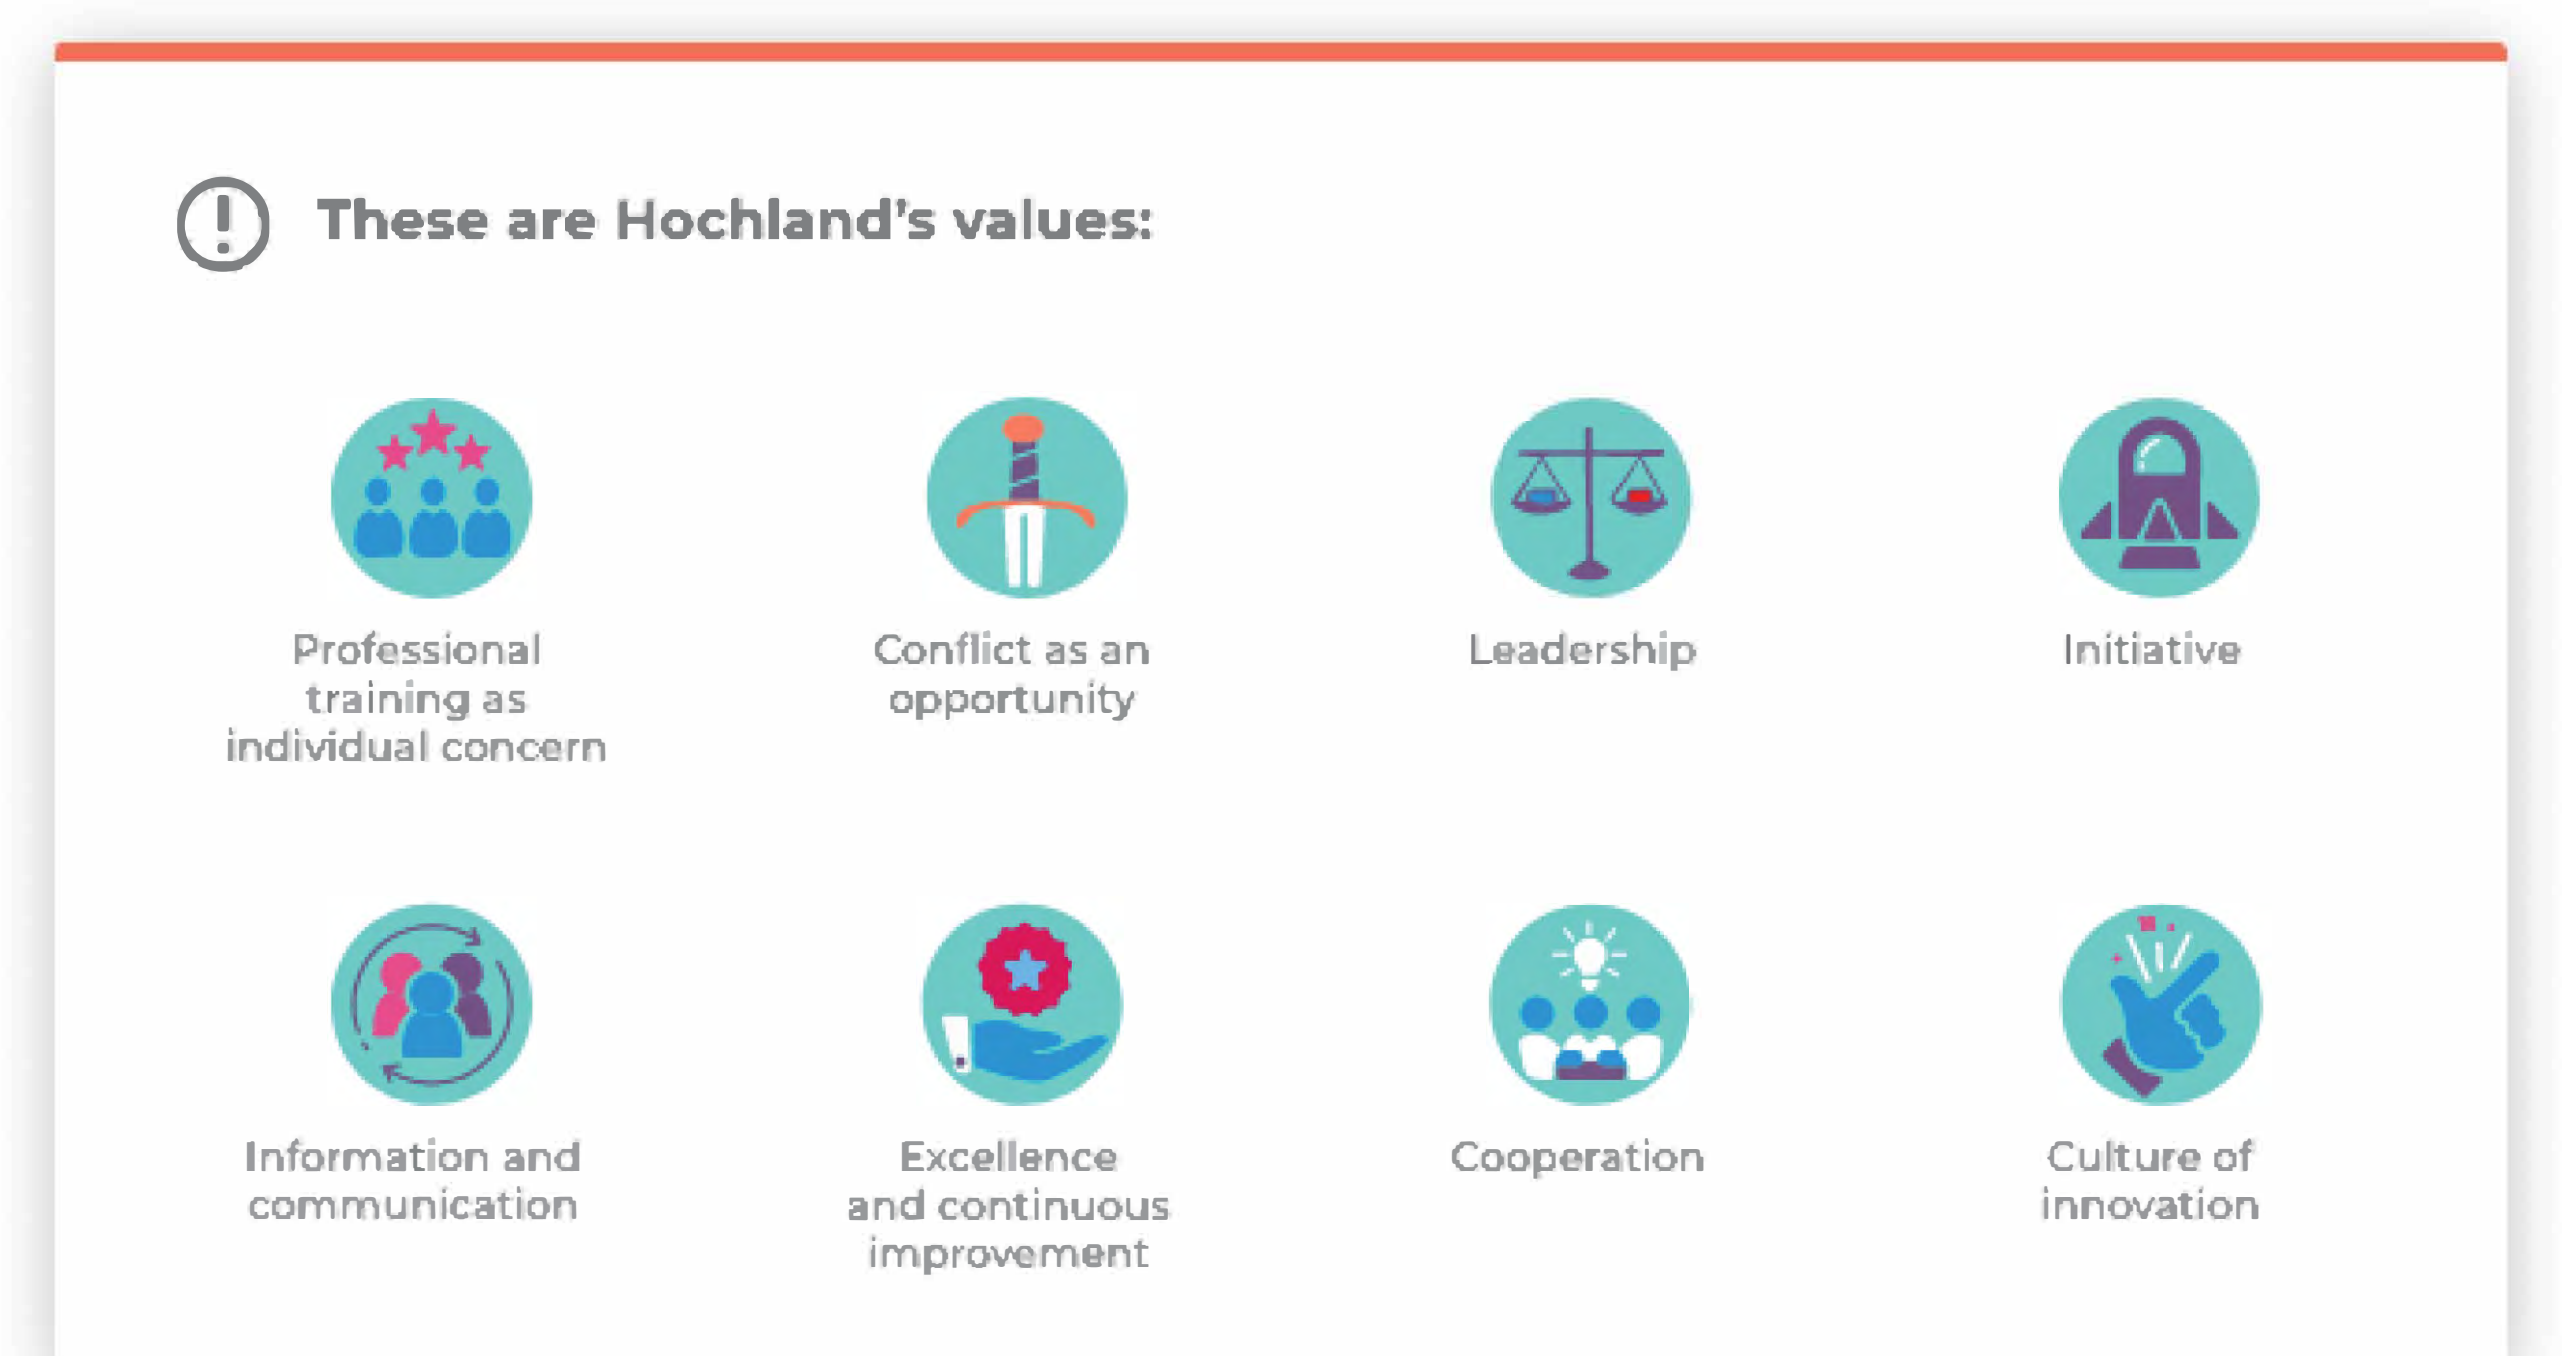 These are Hochland's values:
Professional
training as
individual concern
Conflict as an
opportunity
Leadership
Initiative
Information and
communication
Excellence
and continuous
improvement
Cooperation
Culture of
innovation